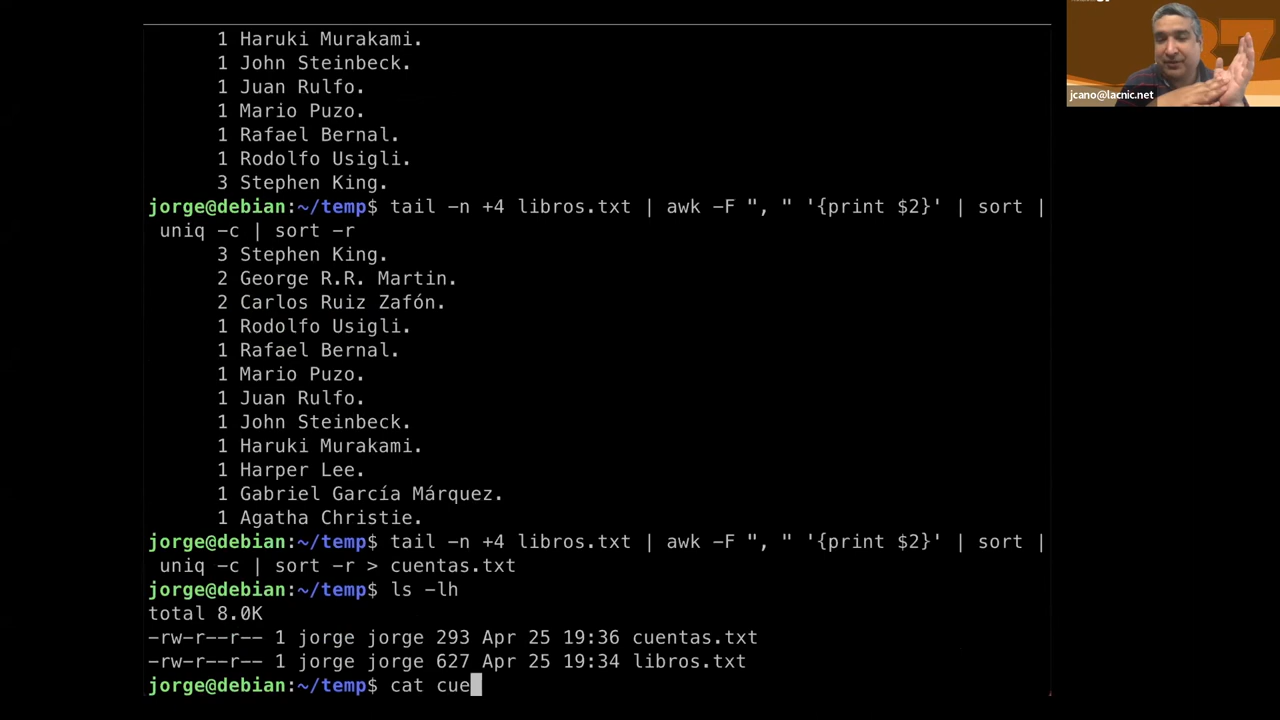 1 Haruki Murakami.
1 John Steinbeck.
1 Juan Rulfo.
1 Mario Puzo.
1 Rafael Bernal.
1 Rodolfo Usigli.
3 Stephen King.
jorge@debian:~/temp$ tail -n +4 libros.txt | awk -F ", " '{print $2}' | sort |
uniq -c | sort -r
3 Stephen King.
2 George R.R. Martin.
2 Carlos Ruiz Zafón.
1 Rodolfo Usigli.
1 Rafael Bernal.
1 Mario Puzo.
1 Juan Rulfo.
1 John Steinbeck.
1 Haruki Murakami.
1 Harper Lee.
1 Gabriel García Márquez.
1 Agatha Christie.
jorge@debian:~/temp$ tail -n +4 libros.txt | awk -F ", " '{print $2}' | sort |
uniq -c | sort -r > cuentas.txt
jorge@debian:~/temp$ ls -lh
total 8.0K
-rw-r--r-- 1 jorge jorge 293 Apr 25 19:36 cuentas.txt
-rw-r--r-- 1 jorge jorge 627 Apr 25 19:34 libros.txt
jorge@debian:~/temp$ cat cue
jcano@lacnic.net